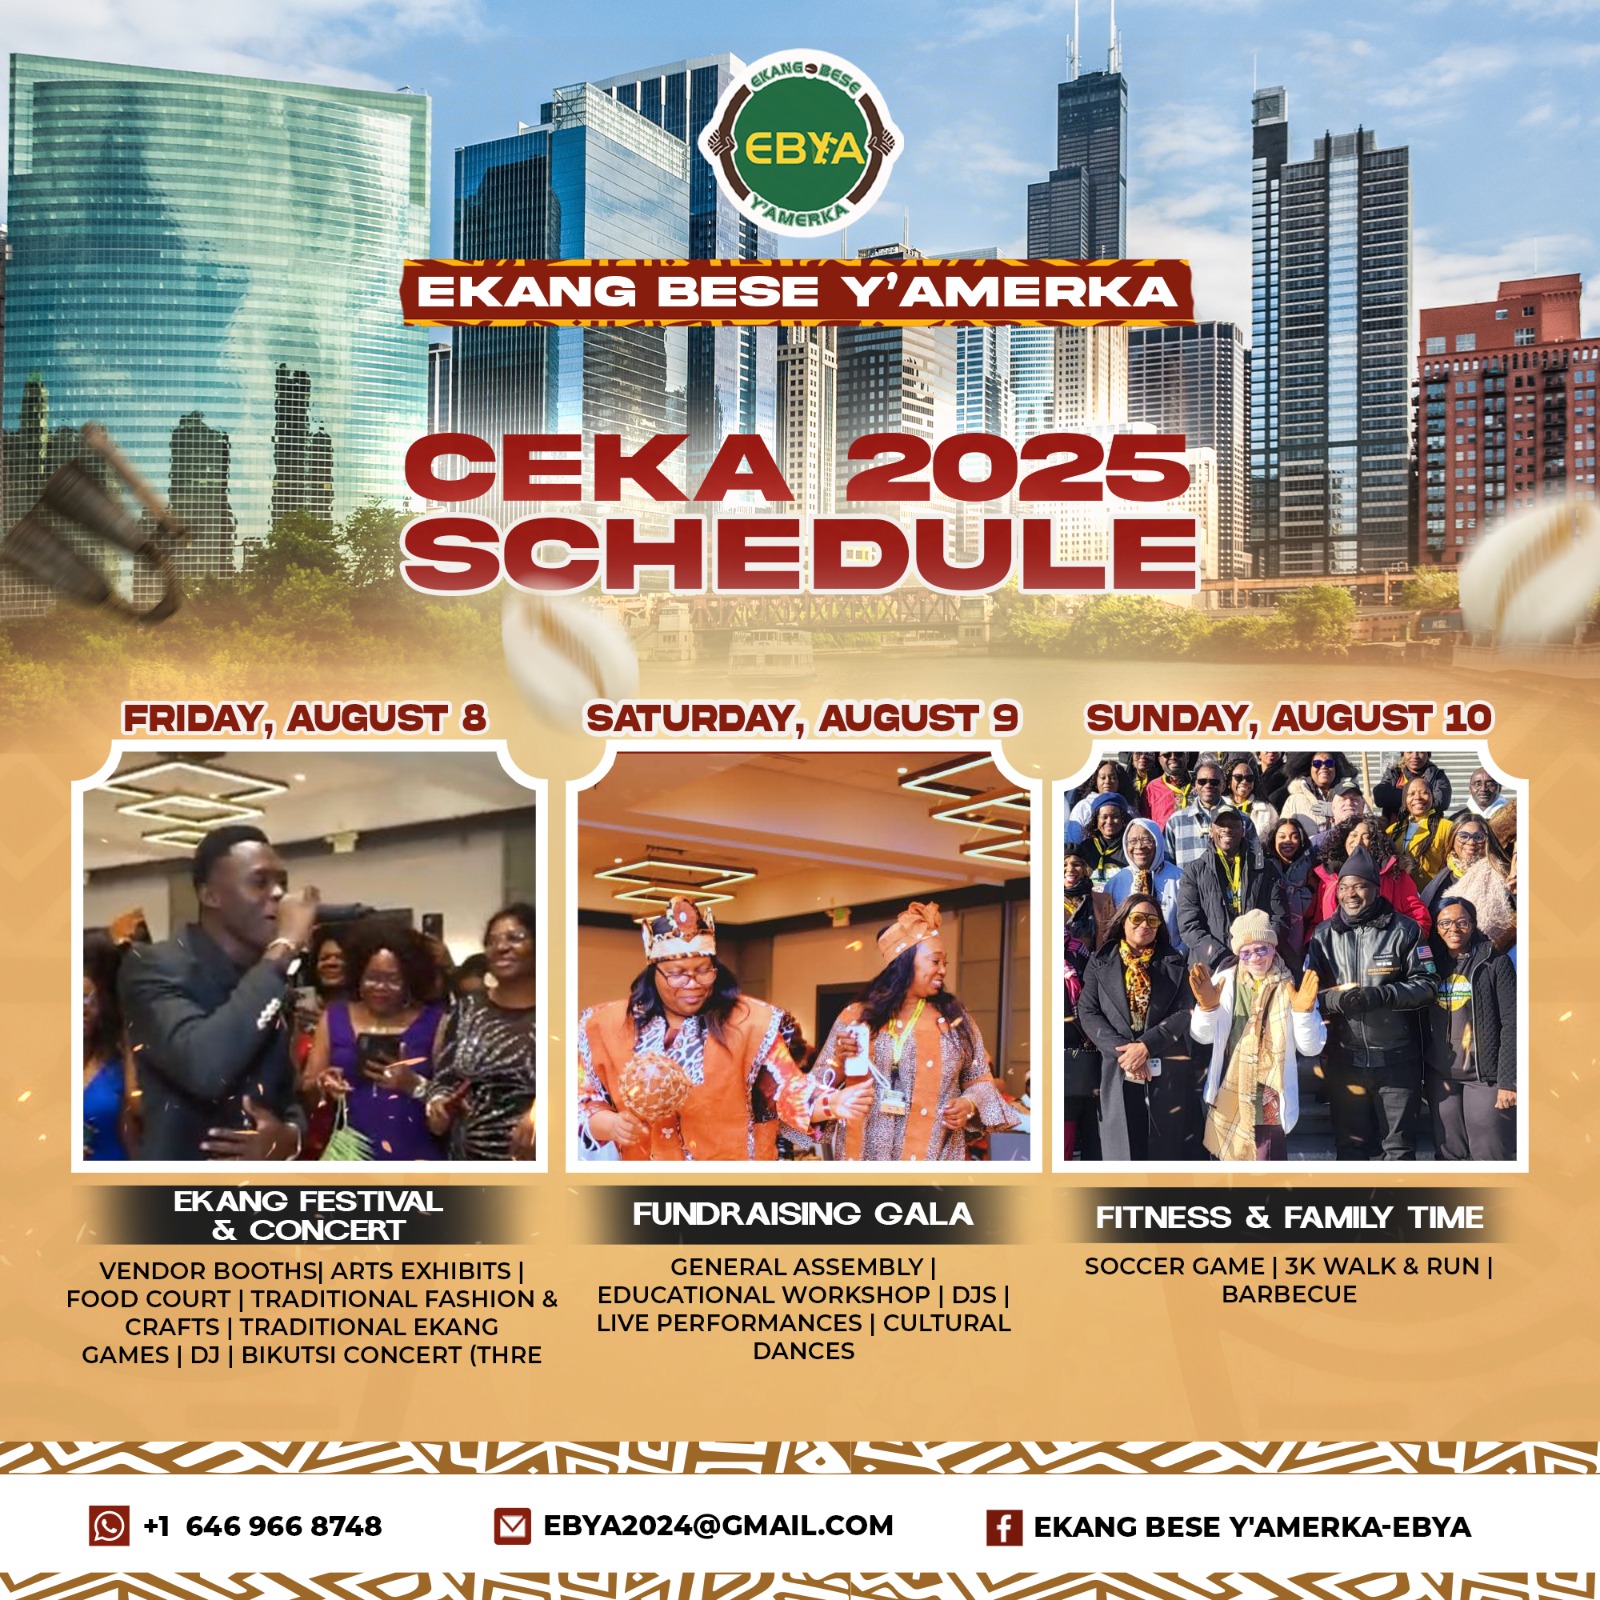 EKANG BESE
EBYA
Y'AMERKA
EKANG BESE Y'AMERKA
CEKA 2025
SCHEDULE
FRIDAY, AUGUST 8
SATURDAY, AUGUST 9
SUNDAY, AUGUST 10
EKANG FESTIVAL
& CONCERT
VENDOR BOOTHS| ARTS EXHIBITS |
FOOD COURT | TRADITIONAL FASHION &
CRAFTS | TRADITIONAL EKANG
GAMES | DJ | BIKUTSI CONCERT (THRE
FUNDRAISING GALA
GENERAL ASSEMBLY |
EDUCATIONAL WORKSHOP | DJS |
LIVE PERFORMANCES | CULTURAL
DANCES
FITNESS & FAMILY TIME
SOCCER GAME | 3K WALK & RUN |
BARBECUE
+1 646 966 8748
EBYA2024@GMAIL.COM
EKANG BESE Y'AMERKA-EBYA